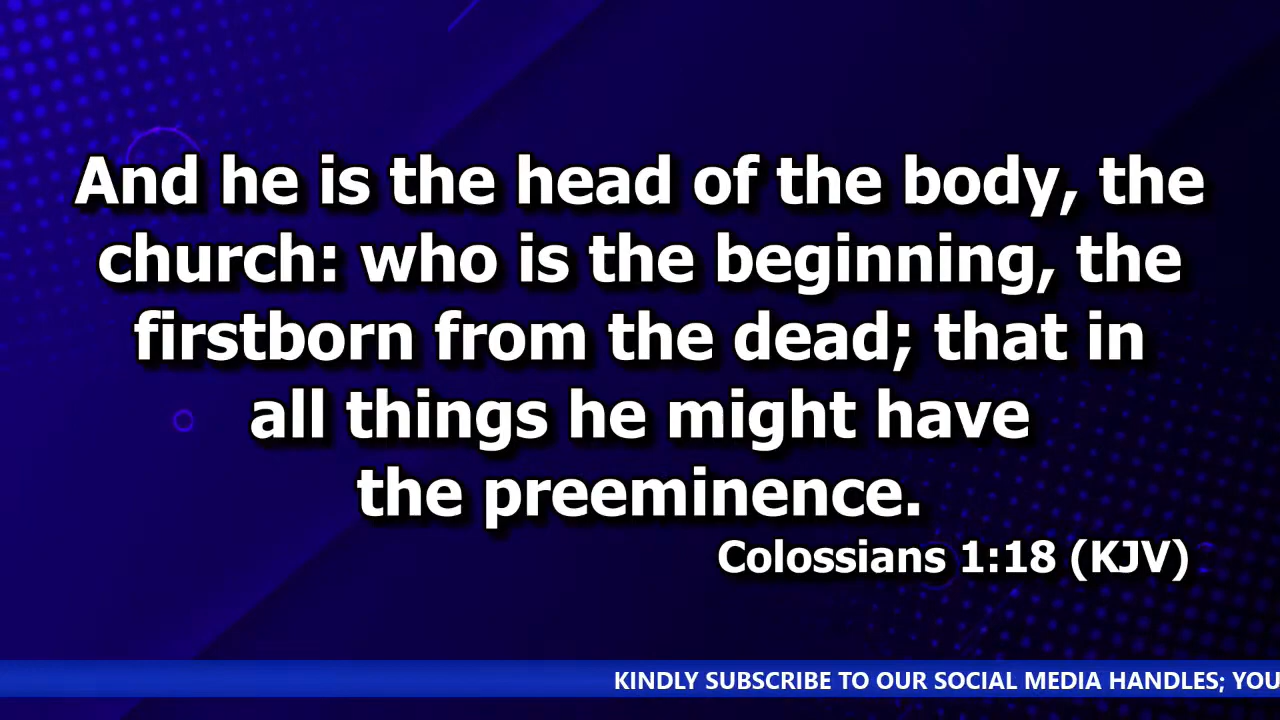 And he is the head of the body, the
church: who is the beginning, the
firstborn from the dead; that in
all things he might have
the preeminence.
Colossians 1:18 (KJV)
KINDLY SUBSCRIBE TO OUR SOCIAL MEDIA HANDLES; YOU